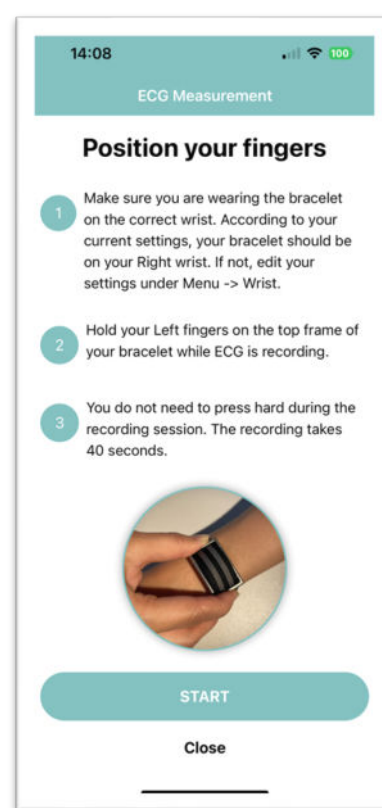 14:08
100
ECG Measurement
Position your fingers
1
Make sure you are wearing the bracelet
on the correct wrist. According to your
current settings, your bracelet should be
on your Right wrist. If not, edit your
settings under Menu -> Wrist.
2
Hold your Left fingers on the top frame of
your bracelet while ECG is recording.
3
You do not need to press hard during the
recording session. The recording takes
40 seconds.
START
Close